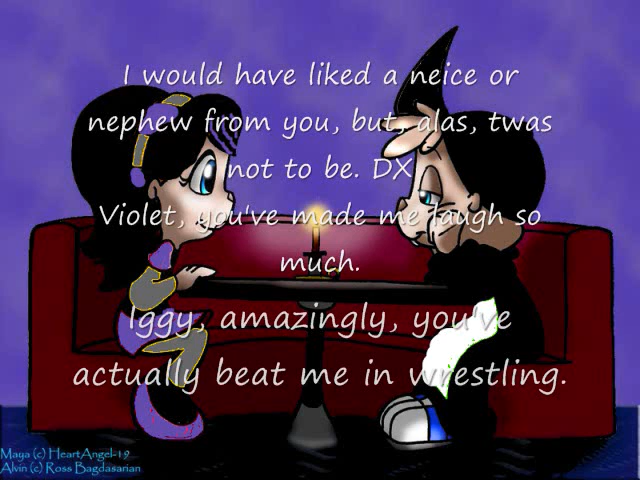 I would have liked a neice or
nephew from you, but, alas, twas
not to be. DX
Violet, you've made me laugh so
much.
Iggy, amazingly, you've
actually beat me in wrestling.
Maya (c) HeartAngel-19
Alvin (c) Ross Bagdasarian